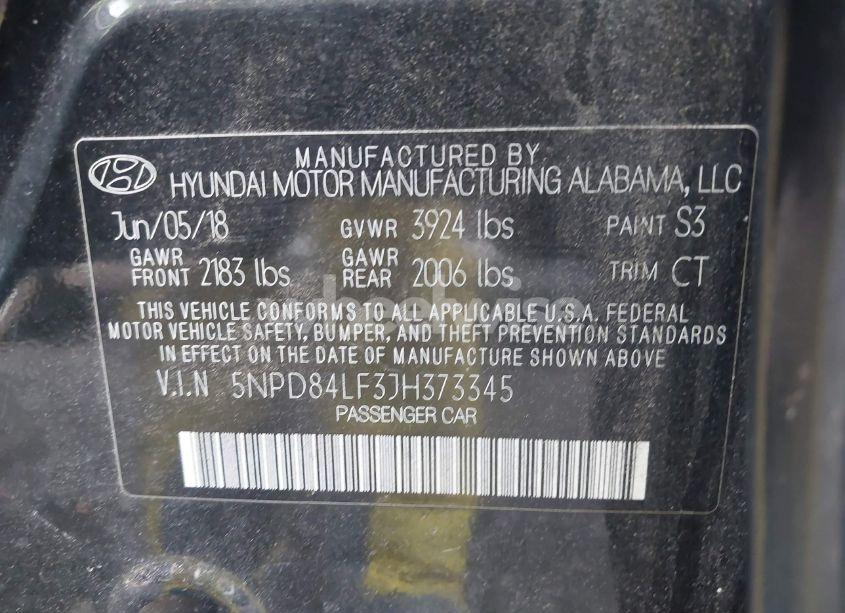 MANUFACTURED BY
HYUNDAI MOTOR MANUFACTURING ALABAMA, LLC
Jun/05/18 GVWR 3924 lbs PAINT S3
GAWR FRONT 2183 lbs GAWR REAR 2006 lbs TRIM CT
THIS VEHICLE CONFORMS TO ALL APPLICABLE U.S.A. FEDERAL
MOTOR VEHICLE SAFETY, BUMPER, AND THEFT PREVENTION STANDARDS
IN EFFECT ON THE DATE OF MANUFACTURE SHOWN ABOVE
V.I.N 5NPD84LF3JH373345
PASSENGER CAR